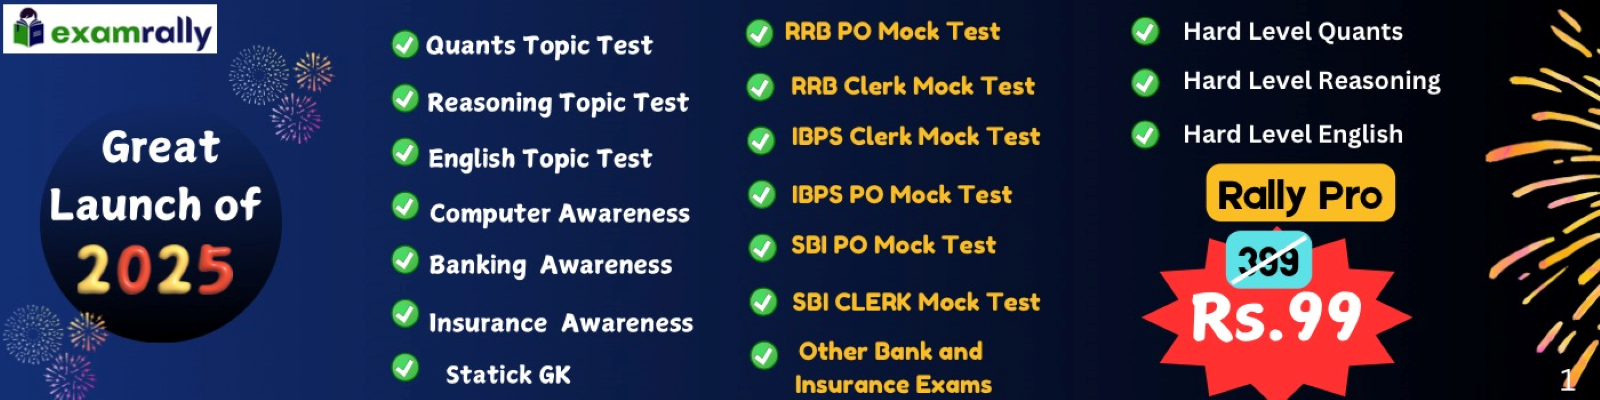 examrally
Great
Launch of
2025
Quants Topic Test
Reasoning Topic Test
English Topic Test
Computer Awareness
Banking Awareness
Insurance Awareness
Statick GK
RRB PO Mock Test
RRB Clerk Mock Test
IBPS Clerk Mock Test
IBPS PO Mock Test
SBI PO Mock Test
SBI CLERK Mock Test
Other Bank and
Insurance Exams
Hard Level Quants
Hard Level Reasoning
Hard Level English
Rally Pro
399
Rs.99
1